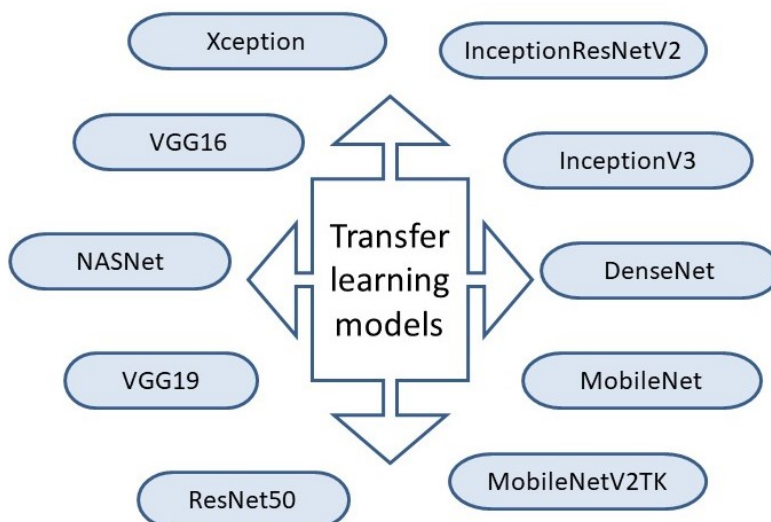 Xception
InceptionResNetV2
VGG16
InceptionV3
NASNet
Transfer
learning
models
DenseNet
VGG19
MobileNet
ResNet50
MobileNetV2TK